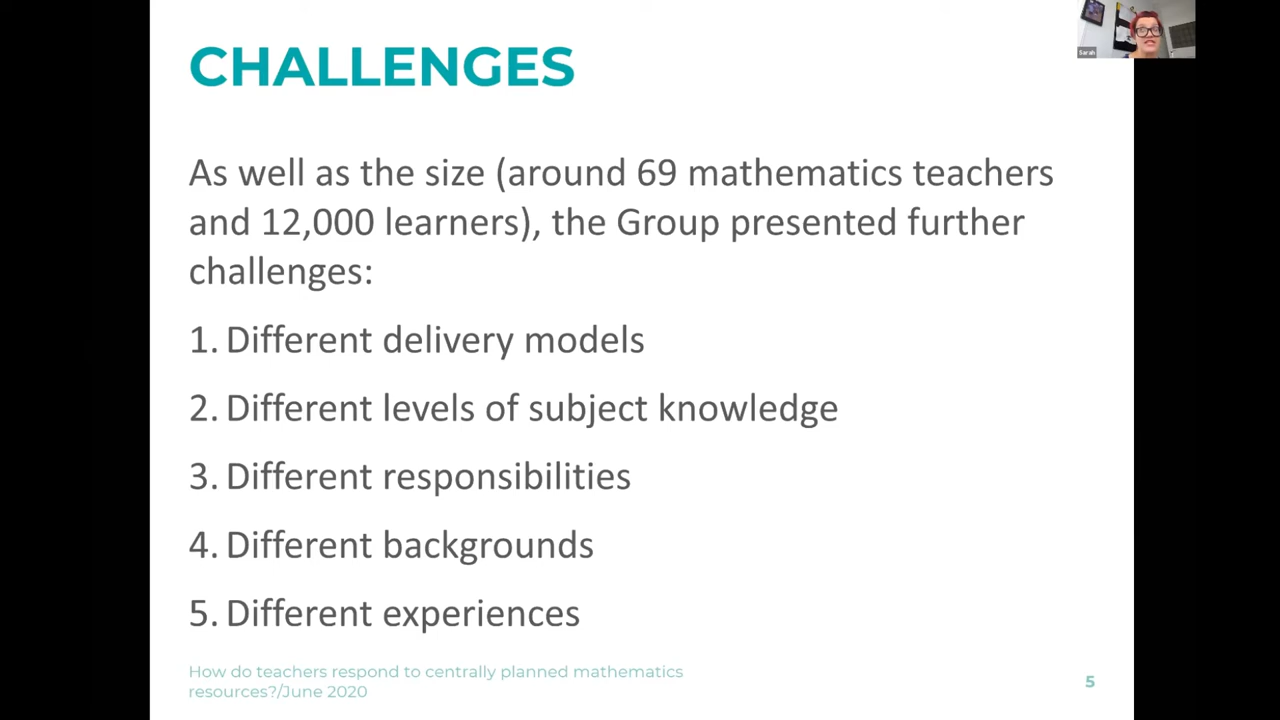 CHALLENGES
Sarah
As well as the size (around 69 mathematics teachers
and 12,000 learners), the Group presented further
challenges:
1. Different delivery models
2. Different levels of subject knowledge
3. Different responsibilities
4. Different backgrounds
5. Different experiences
How do teachers respond to centrally planned mathematics
resources?/June 2020
5